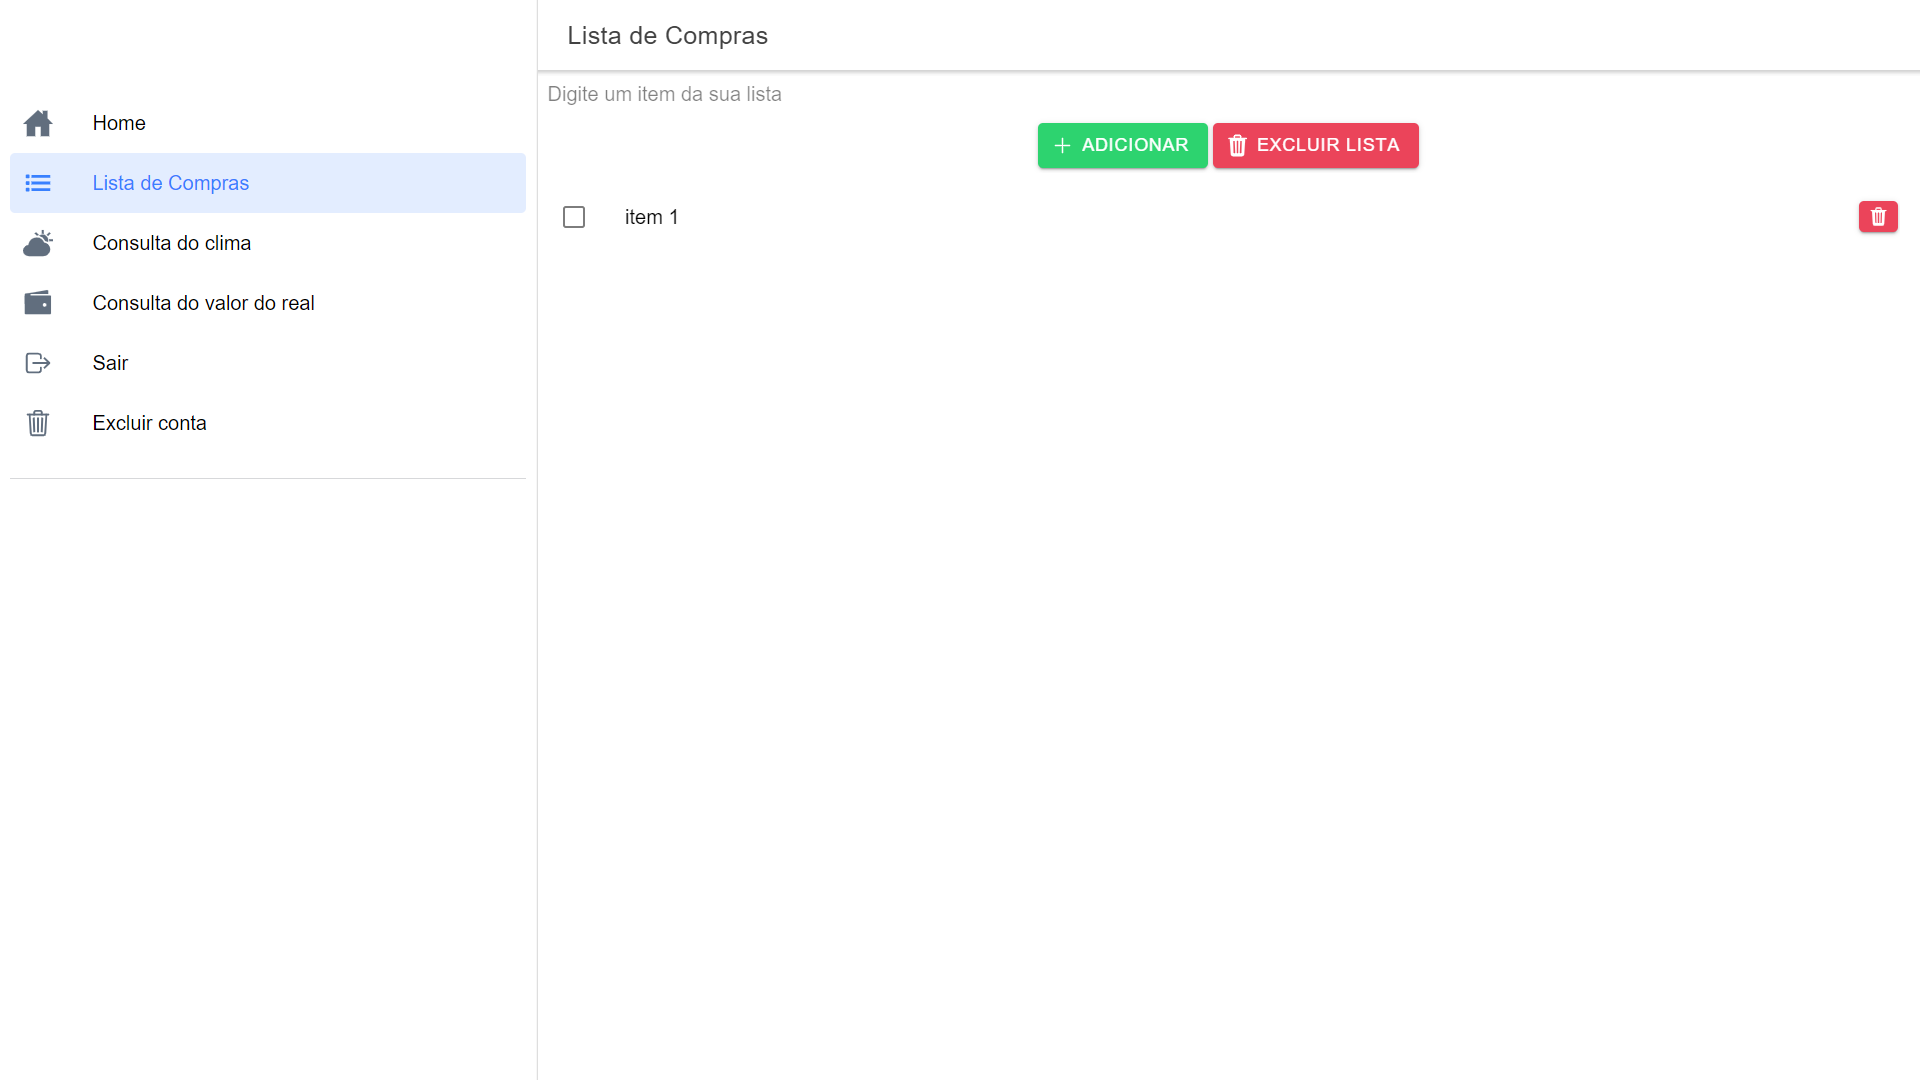 Lista de Compras
Home
Lista de Compras
Consulta do clima
Consulta do valor do real
Sair
Excluir conta
Digite um item da sua lista
ADICIONAR
EXCLUIR LISTA
item 1